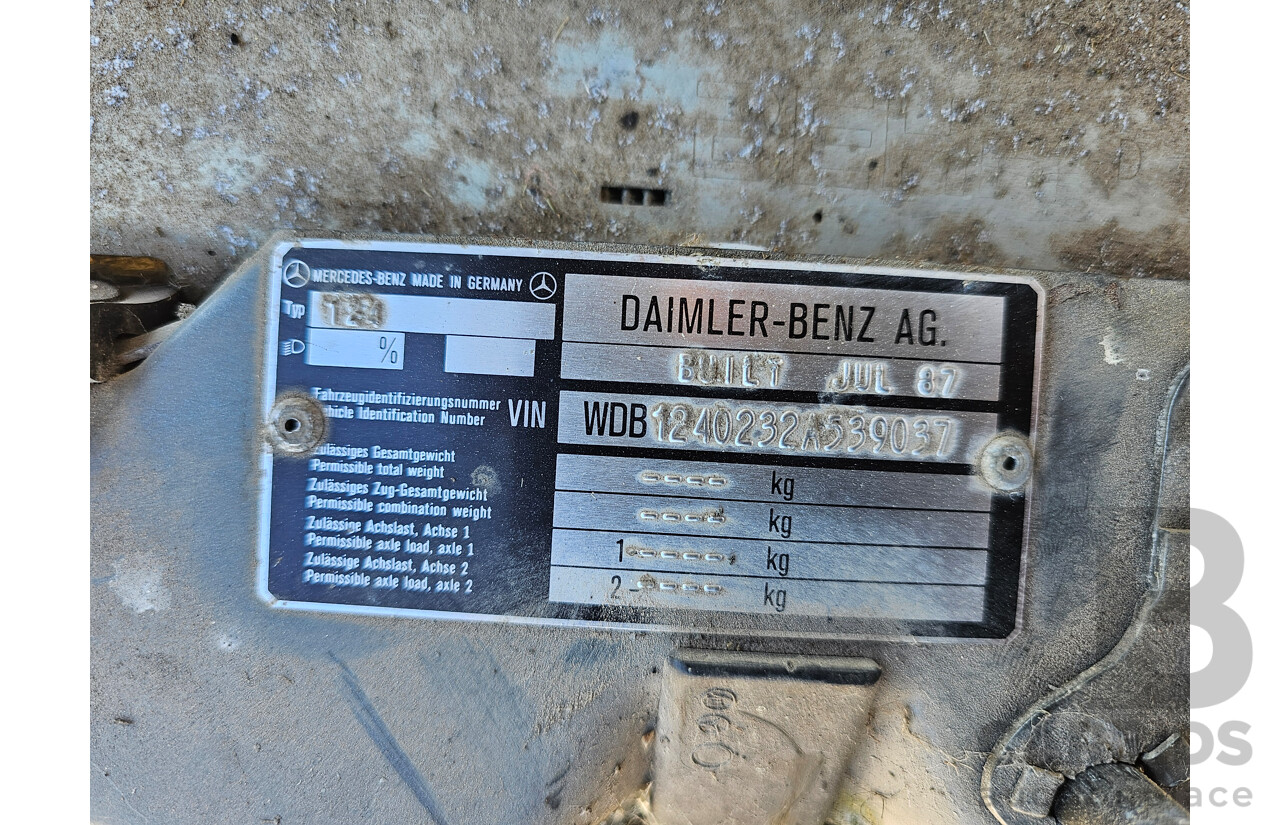 MERCEDES-BENZ MADE IN GERMANY
Typ 124
%
DAIMLER-BENZ AG.
BUILT JUL 87
Fahrzeugidentifizierungsnummer
Vehicle Identification Number
VIN
WDB1240232A539037
Zulässiges Gesamtgewicht
Permissible total weight
---- kg
Zulässiges Zug-Gesamtgewicht
Permissible combination weight
---- kg
Zulässige Achslast, Achse 1
Permissible axle load, axle 1
1 ---- kg
Zulässige Achslast, Achse 2
Permissible axle load, axle 2
2 - ---- kg